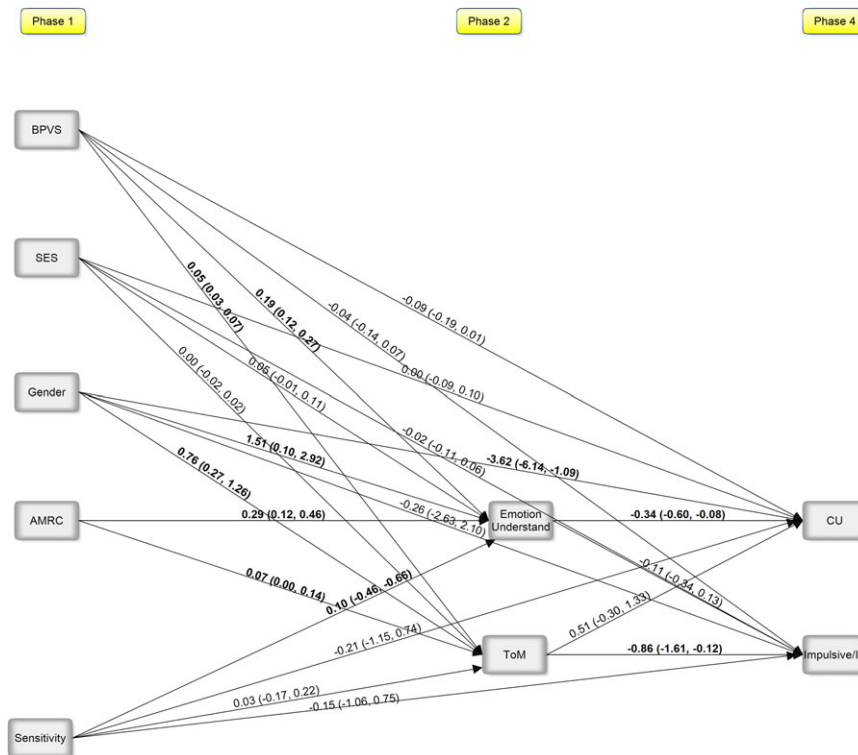 Phase 1
Phase 2
Phase 4
BPVS
SES
Gender
AMRC
Sensitivity
Emotion
Understand
ToM
CU
Impulsive/I
0.05 (0.03, 0.07)
0.19 (0.12, 0.27)
-0.04 (-0.14, 0.07)
-0.09 (-0.19, 0.01)
0.00 (-0.02, 0.02)
0.05 (-0.01, 0.11)
-0.02 (-0.11, 0.06)
0.00 (-0.09, 0.10)
0.76 (0.27, 1.26)
1.51 (0.10, 2.92)
-0.26 (-2.63, 2.10)
-3.62 (-6.14, -1.09)
0.29 (0.12, 0.46)
0.07 (0.00, 0.14)
0.10 (-0.46, -0.66)
-0.21 (-1.15, 0.74)
0.03 (-0.17, 0.22)
-0.15 (-1.06, 0.75)
-0.34 (-0.60, -0.08)
-0.11 (-0.34, 0.13)
0.51 (-0.30, 1.33)
-0.86 (-1.61, -0.12)